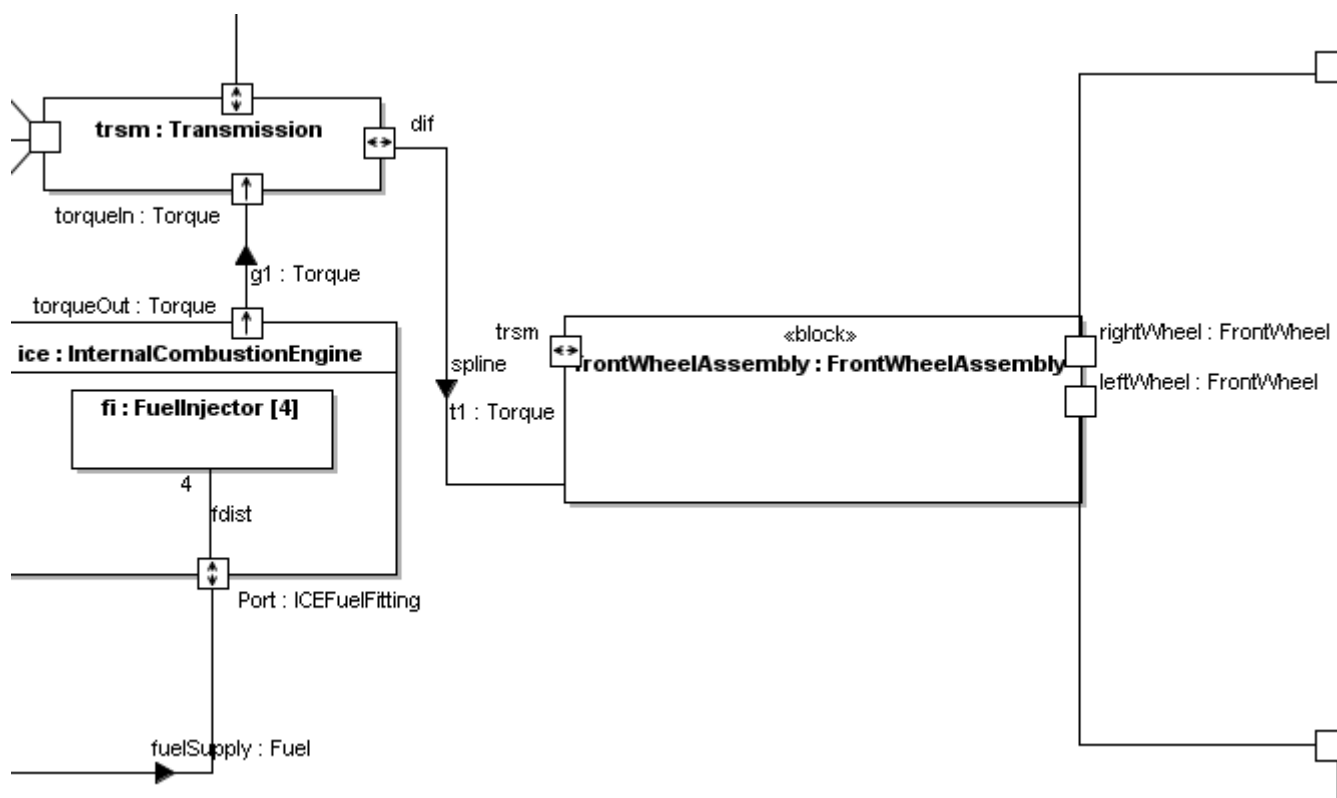 dif
trsm : Transmission
torqueIn : Torque
g1 : Torque
torqueOut : Torque
trsm
«block»
rightWheel : FrontWheel
ice : InternalCombustionEngine
spline
frontWheelAssembly : FrontWheelAssembly
leftWheel : FrontWheel
fi : FuelInjector [4]
t1 : Torque
4
fdist
Port : ICEFuelFitting
fuelSupply : Fuel